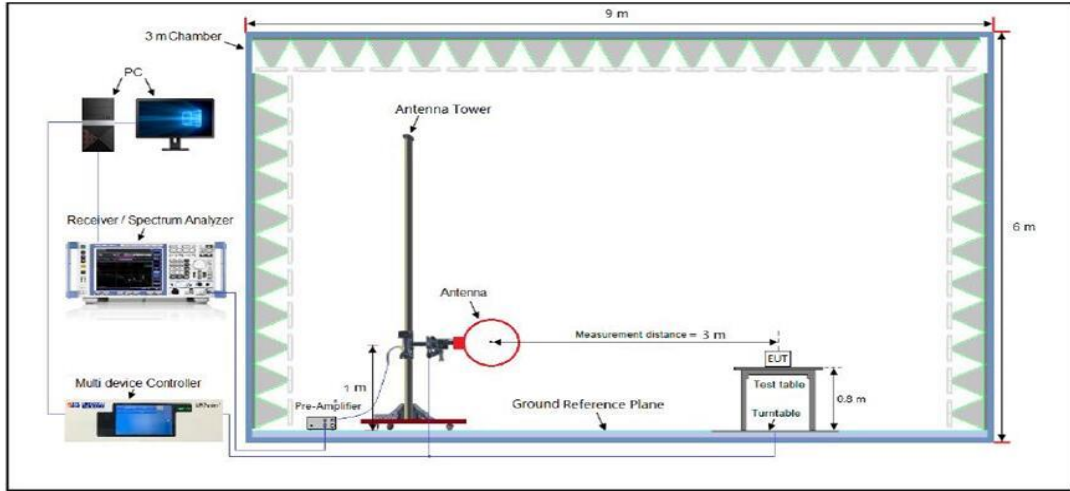 9 m
3 m Chamber
PC
Antenna Tower
Receiver / Spectrum Analyzer
6 m
Antenna
Measurement distance = 3 m
EUT
1 m
Multi device Controller
Test table
0.8 m
Pre-Amplifier
Ground Reference Plane
Turntable